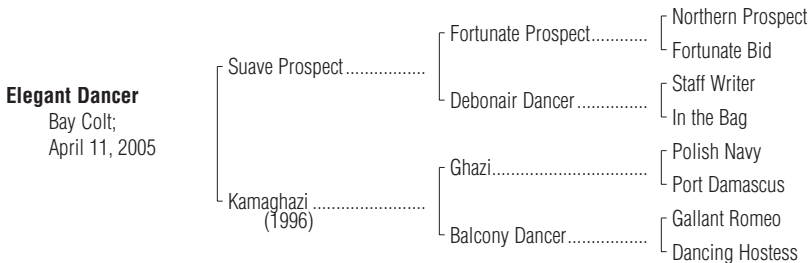 Northern Prospect
Fortunate Prospect.............
Fortunate Bid
Suave Prospect.................
Staff Writer
Debonair Dancer................
In the Bag
Elegant Dancer
Bay Colt;
April 11, 2005
Polish Navy
Ghazi................................
Port Damascus
Kamaghazi .......................
(1996)
Gallant Romeo
Balcony Dancer..................
Dancing Hostess